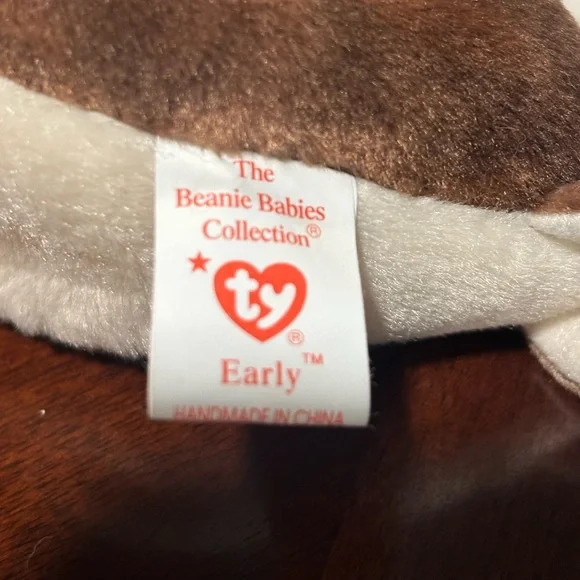 The
Beanie Babies
Collection®
ty®
Early™
HANDMADE IN CHINA